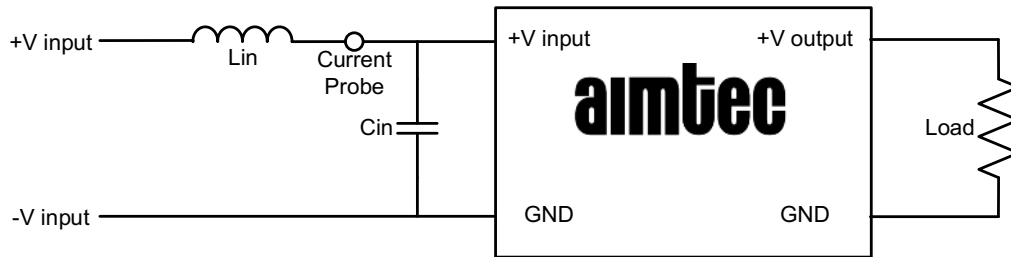 +V input
Lin
Current
Probe
+V input
+V output
aimtec
Cin
Load
-V input
GND
GND